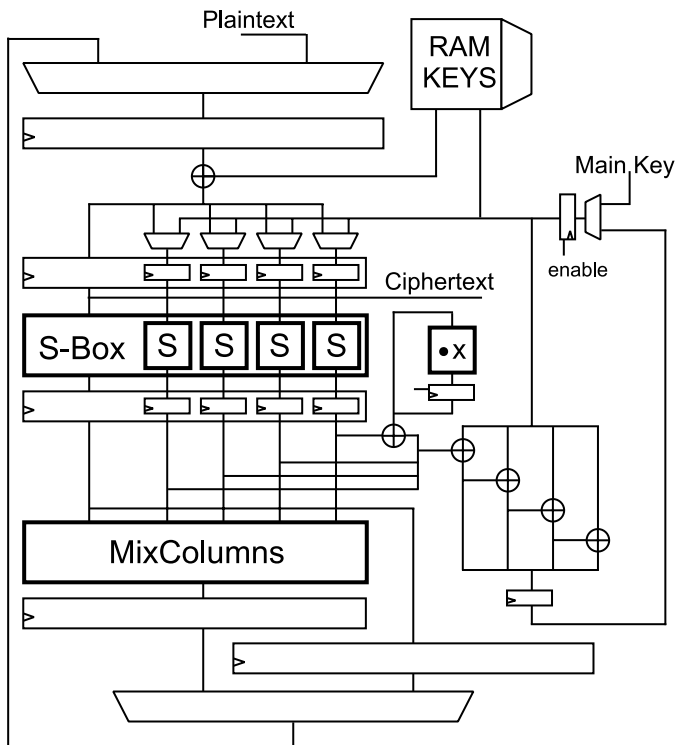 Plaintext
RAM
KEYS
Main Key
enable
Ciphertext
S-Box S S S S
•x
MixColumns